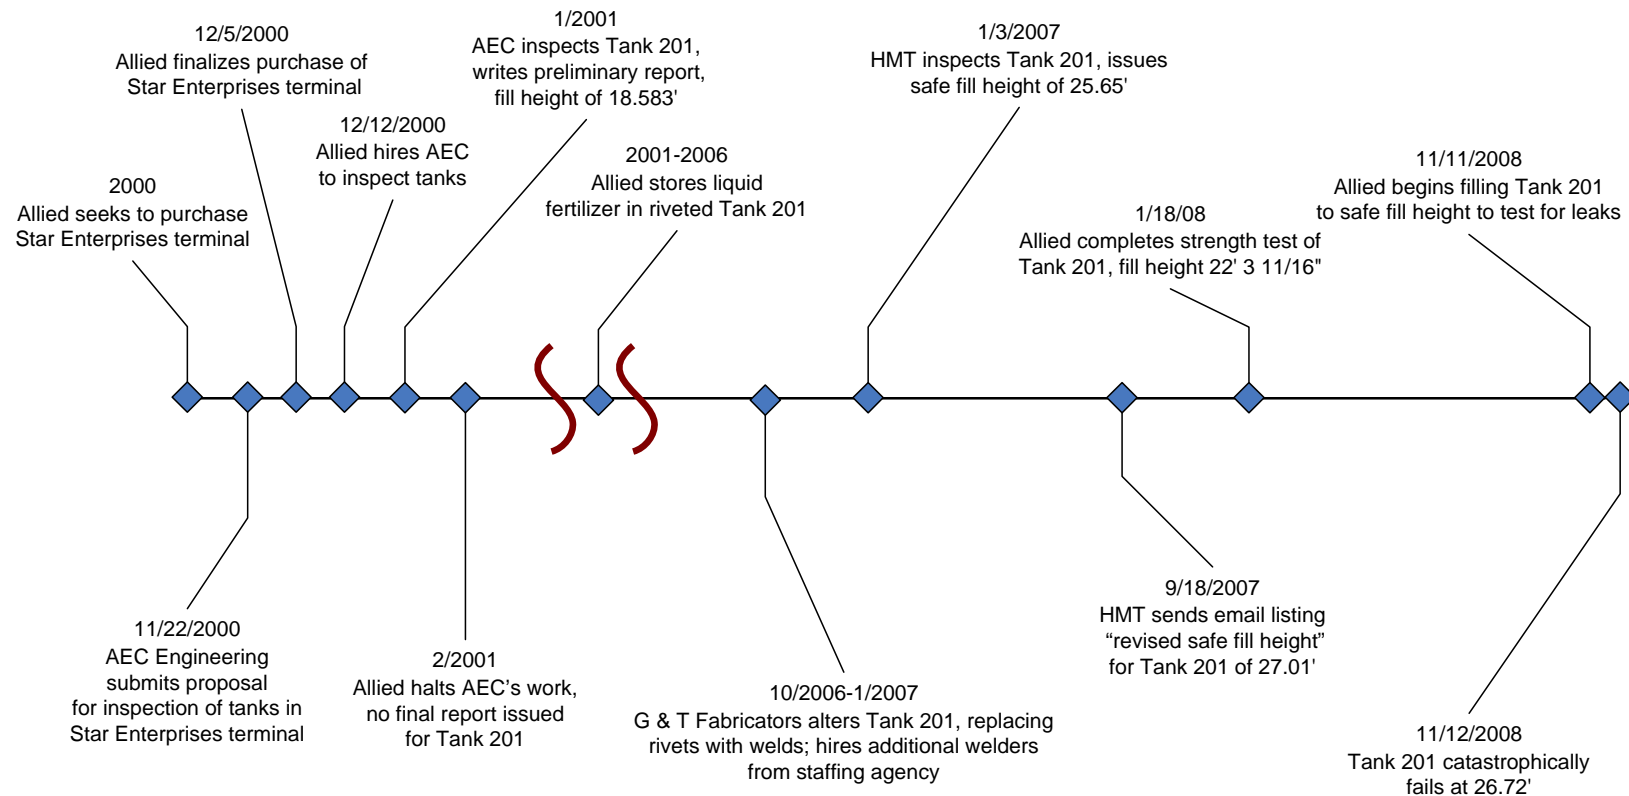 2000
Allied seeks to purchase
Star Enterprises terminal
11/22/2000
AEC Engineering
submits proposal
for inspection of tanks in
Star Enterprises terminal
12/5/2000
Allied finalizes purchase of
Star Enterprises terminal
12/12/2000
Allied hires AEC
to inspect tanks
1/2001
AEC inspects Tank 201,
writes preliminary report,
fill height of 18.583'
2/2001
Allied halts AEC’s work,
no final report issued
for Tank 201
2001-2006
Allied stores liquid
fertilizer in riveted Tank 201
10/2006-1/2007
G & T Fabricators alters Tank 201, replacing
rivets with welds; hires additional welders
from staffing agency
1/3/2007
HMT inspects Tank 201, issues
safe fill height of 25.65'
9/18/2007
HMT sends email listing
“revised safe fill height”
for Tank 201 of 27.01'
1/18/08
Allied completes strength test of
Tank 201, fill height 22' 3 11/16"
11/11/2008
Allied begins filling Tank 201
to safe fill height to test for leaks
11/12/2008
Tank 201 catastrophically
fails at 26.72'